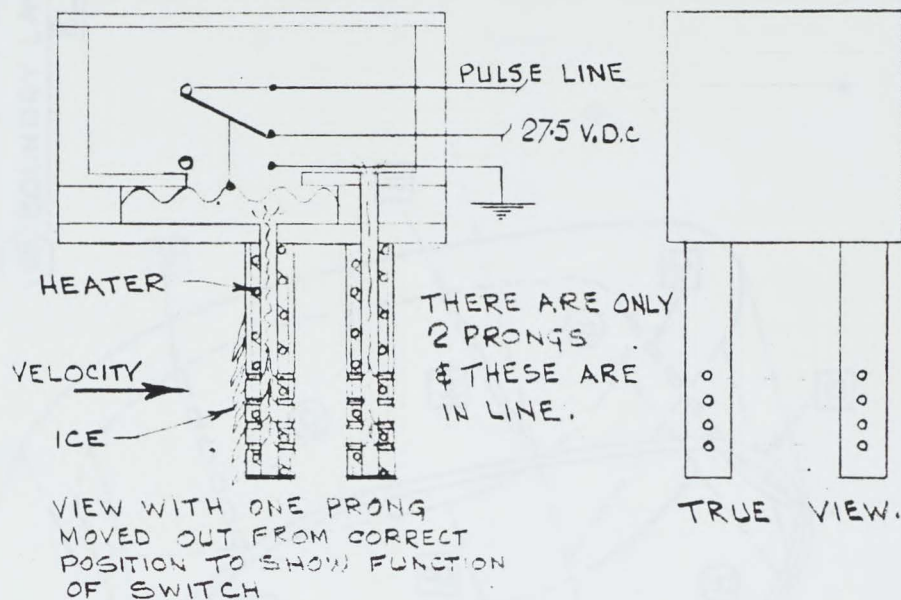 PULSE LINE
27.5 V.D.C
HEATER
VELOCITY
ICE
THERE ARE ONLY
2 PRONGS
& THESE ARE
IN LINE.
VIEW WITH ONE PRONG
MOVED OUT FROM CORRECT
POSITION TO SHOW FUNCTION
OF SWITCH
TRUE VIEW.